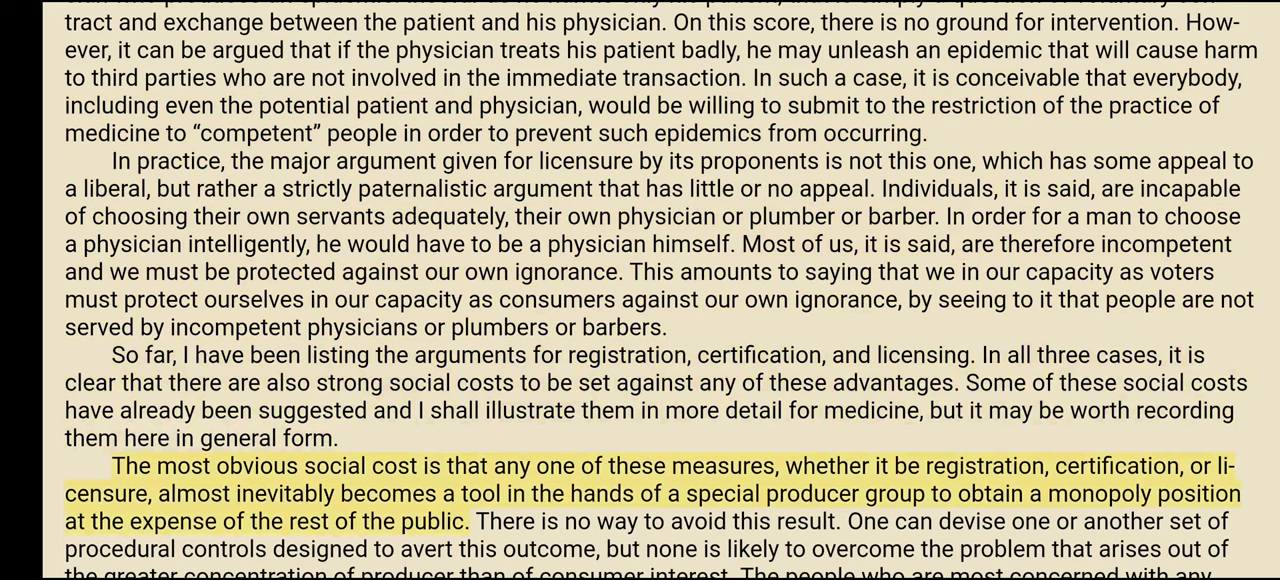 tract and exchange between the patient and his physician. On this score, there is no ground for intervention. How-
ever, it can be argued that if the physician treats his patient badly, he may unleash an epidemic that will cause harm
to third parties who are not involved in the immediate transaction. In such a case, it is conceivable that everybody,
including even the potential patient and physician, would be willing to submit to the restriction of the practice of
medicine to “competent” people in order to prevent such epidemics from occurring.
In practice, the major argument given for licensure by its proponents is not this one, which has some appeal to
a liberal, but rather a strictly paternalistic argument that has little or no appeal. Individuals, it is said, are incapable
of choosing their own servants adequately, their own physician or plumber or barber. In order for a man to choose
a physician intelligently, he would have to be a physician himself. Most of us, it is said, are therefore incompetent
and we must be protected against our own ignorance. This amounts to saying that we in our capacity as voters
must protect ourselves in our capacity as consumers against our own ignorance, by seeing to it that people are not
served by incompetent physicians or plumbers or barbers.
So far, I have been listing the arguments for registration, certification, and licensing. In all three cases, it is
clear that there are also strong social costs to be set against any of these advantages. Some of these social costs
have already been suggested and I shall illustrate them in more detail for medicine, but it may be worth recording
them here in general form.
The most obvious social cost is that any one of these measures, whether it be registration, certification, or li-
censure, almost inevitably becomes a tool in the hands of a special producer group to obtain a monopoly position
at the expense of the rest of the public. There is no way to avoid this result. One can devise one or another set of
procedural controls designed to avert this outcome, but none is likely to overcome the problem that arises out of
the greater concentration of producer than of consumer interest. The people who are most concerned with any